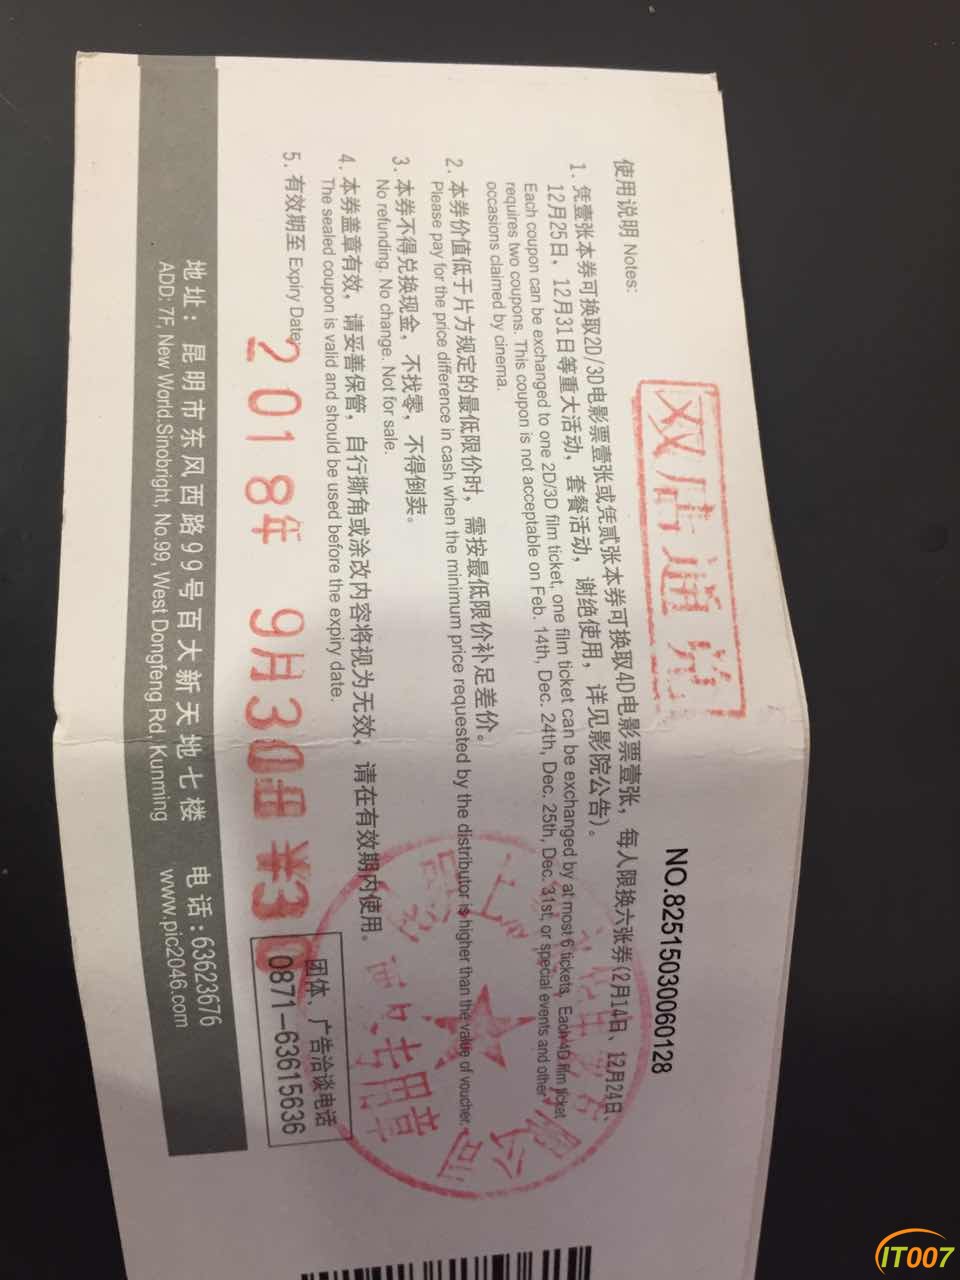 双店通兑
NO.82515030060128
使用说明 Notes:
1. 凭壹张本券可换取2D/3D电影票壹张或凭贰张本券可换取4D电影票壹张，每人限换六张券(2月14日、12月24日、
12月25日，12月31日等重大活动，套餐活动，谢绝使用，详见影院公告)。
Each coupon can be exchanged to one 2D/3D film ticket, one film ticket can be exchanged by at most 6 tickets, Each 4D film ticket
requires two coupons. This coupon is not acceptable on Feb. 14th, Dec. 24th, Dec. 25th, Dec. 31st, or special events and other
occasions claimed by cinema.
2. 本券价值低于片方规定的最低限价时，需按最低限价补足差价。
Please pay for the price difference in cash when the minimum price requested by the distributor is higher than the value of voucher.
3. 本券不得兑换现金，不找零，不得倒卖。
No refunding. No change. Not for sale.
4. 本券盖章有效，请妥善保管，自行撕角或涂改内容将视为无效，请在有效期内使用。
The sealed coupon is valid and should be used before the expiry date.
5. 有效期至 Expiry Date:
2018年 9月30日 ¥30
团体、广告洽谈电话
0871-63615636
公司
专用章
地址：昆明市东风西路99号百大新天地七楼 电话:63623676
ADD: 7F, New World.Sinobright, No.99, West Dongfeng Rd, Kunming www.pic2046.com
IT007